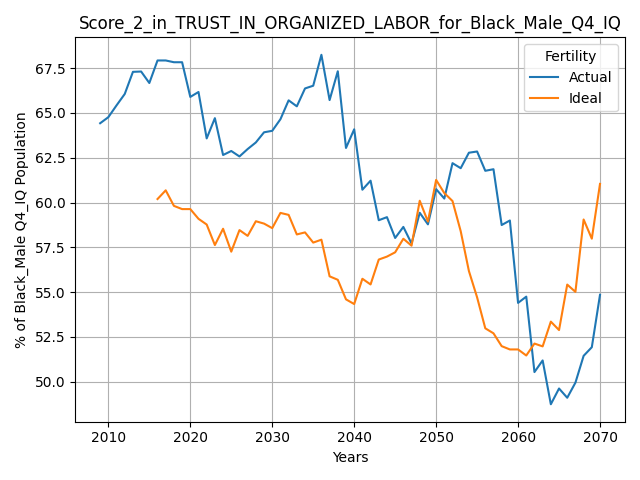 Score_2_in_TRUST_IN_ORGANIZED_LABOR_for_Black_Male_Q4_IQ
Fertility
Actual
Ideal
% of Black_Male Q4_IQ Population
67.5
65.0
62.5
60.0
57.5
55.0
52.5
50.0
2010 2020 2030 2040 2050 2060 2070
Years